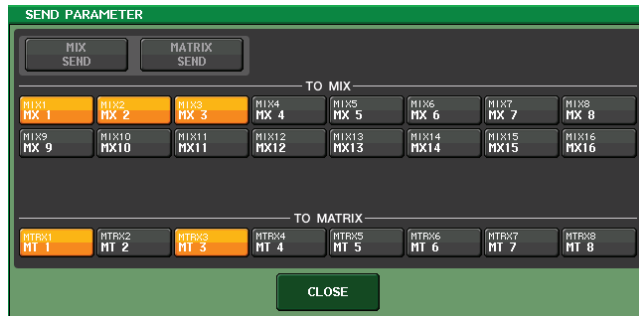 SEND PARAMETER
MIX SEND
MATRIX SEND
TO MIX
MIX1 MIX2 MIX3 MIX4 MIX5 MIX6 MIX7 MIX8
MX 1 MX 2 MX 3 MX 4 MX 5 MX 6 MX 7 MX 8
MIX9 MIX10 MIX11 MIX12 MIX13 MIX14 MIX15 MIX16
MX 9 MX10 MX11 MX12 MX13 MX14 MX15 MX16
TO MATRIX
MTRX1 MTRX2 MTRX3 MTRX4 MTRX5 MTRX6 MTRX7 MTRX8
MT 1 MT 2 MT 3 MT 4 MT 5 MT 6 MT 7 MT 8
CLOSE